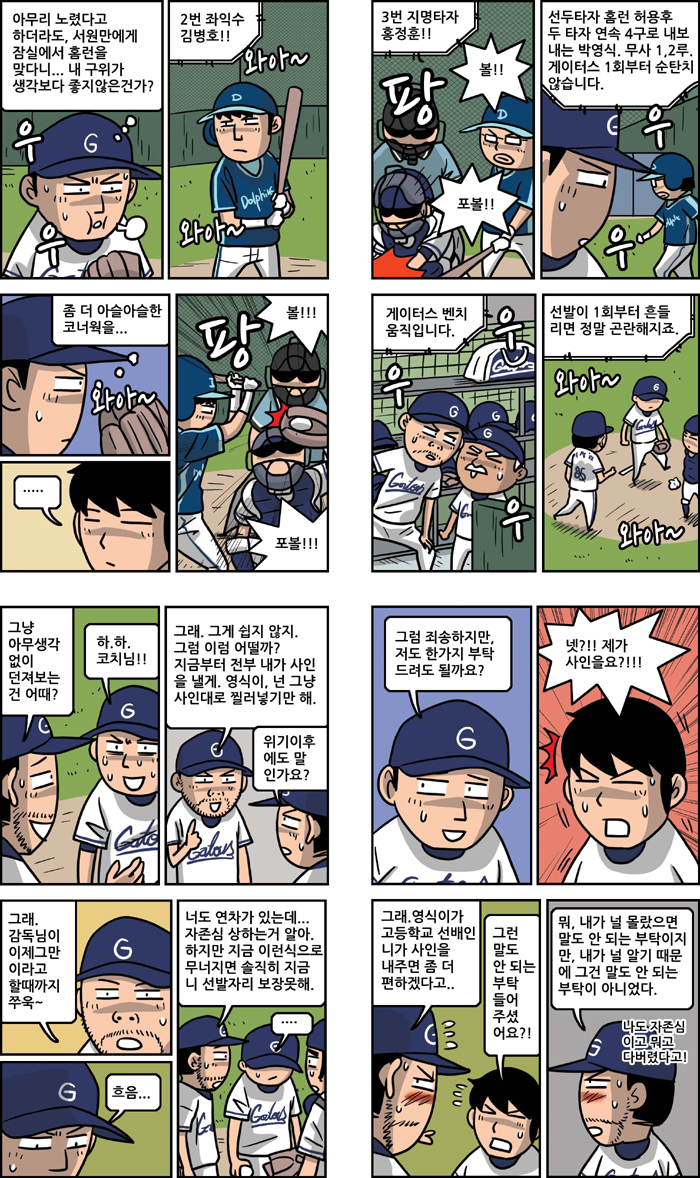 아무리 노렸다고
하더라도, 서원만에게
잠실에서 홈런을
맞다니... 내 구위가
생각보다 좋지않은건가?
우
G
우
2번 좌익수
김병호!!
와아~
D
Dolphins
와아~
좀 더 아슬아슬한
코너웍을...
와아~
.....
볼!!!
팡
포볼!!!
3번 지명타자
홍정훈!!
볼!!
팡
D
포볼!!
선두타자 홈런 허용후
두 타자 연속 4구로 내보
내는 박영식. 무사 1,2루.
게이터스 1회부터 순탄치
않습니다.
우
우
게이터스 벤치
움직입니다.
우
우
G
G
Gators
우
선발이 1회부터 흔들
리면 정말 곤란해지죠.
와아~
G
Gators
와아~
그냥
아무생각
없이
던져보는
건 어때?
하.하.
코치님!!
G
Gators
그래. 그게 쉽지 않지.
그럼 이럼 어떨까?
지금부터 전부 내가 사인
을 낼게. 영식이, 넌 그냥
사인대로 찔러넣기만 해.
위기이후
에도 말
인가요?
G
Gators
그래.
감독님이
이제그만
이라고
할때까지
쭈욱~
G
흐음...
G
너도 연차가 있는데...
자존심 상하는거 알아.
하지만 지금 이런식으로
무너지면 솔직히 지금
니 선발자리 보장못해.
....
G
G
Gators
그럼 죄송하지만,
저도 한가지 부탁
드려도 될까요?
G
넷?!! 제가
사인을요?!!!
그래.영식이가
고등학교 선배인
니가 사인을
내주면 좀 더
편하겠다고..
G
그런
말도
안 되는
부탁
들어
주셨
어요?!
뭐, 내가 널 몰랐으면
말도 안 되는 부탁이지
만, 내가 널 알기 때문
에 그건 말도 안 되는
부탁이 아니었다.
나도 자존심
이고 뭐고
다버렸다고!
G